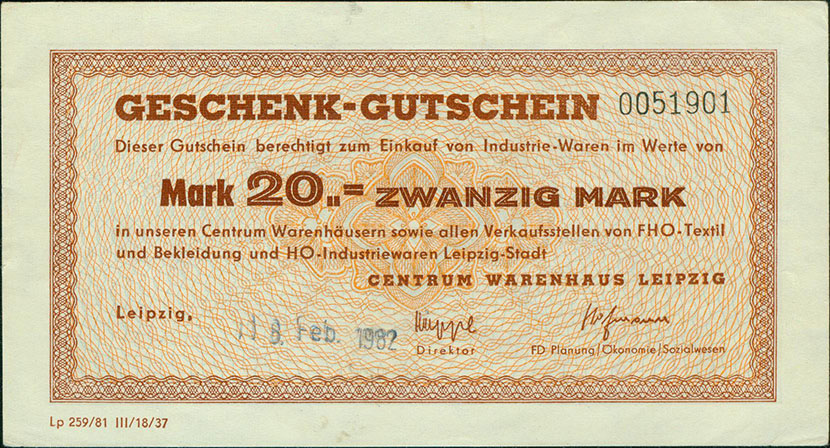 GESCHENK-GUTSCHEIN 0051901
Dieser Gutschein berechtigt zum Einkauf von Industrie-Waren im Werte von
Mark 20,,= ZWANZIG MARK
in unseren Centrum Warenhäusern sowie allen Verkaufsstellen von FHO-Textil
und Bekleidung und HO-Industriewaren Leipzig-Stadt
CENTRUM WARENHAUS LEIPZIG
Leipzig, Feb. 1982
Direktor FD Planung/Ökonomie/Sozialwesen
Lp 259/81 III/18/37